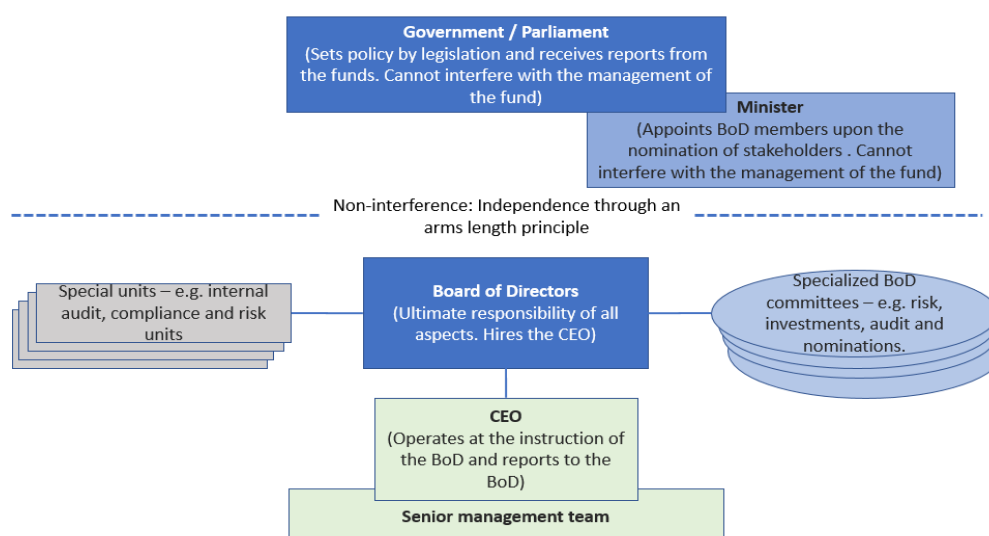 Government / Parliament
(Sets policy by legislation and receives reports from
the funds. Cannot interfere with the management of
the fund)
Minister
(Appoints BoD members upon the
nomination of stakeholders . Cannot
interfere with the management of the fund)
Non-interference: Independence through an
arms length principle
Special units – e.g. internal
audit, compliance and risk
units
Board of Directors
(Ultimate responsibility of all
aspects. Hires the CEO)
Specialized BoD
committees – e.g. risk,
investments, audit and
nominations.
CEO
(Operates at the instruction of
the BoD and reports to the
BoD)
Senior management team